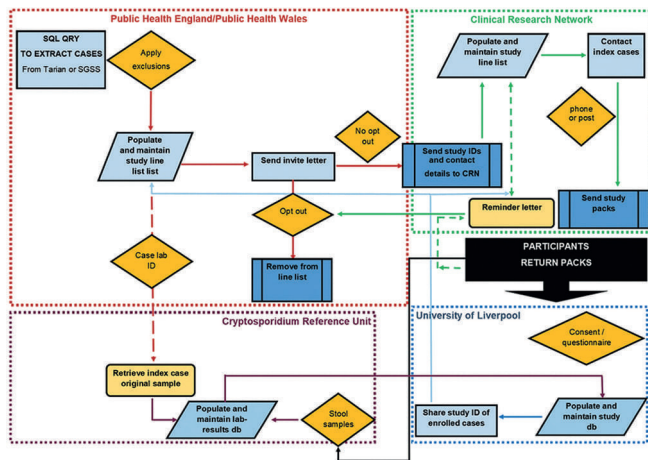 Public Health England/Public Health Wales
SQL QRY
TO EXTRACT CASES
From Tarian or SGSS
Apply
exclusions
Populate
and maintain
study line
list list
Send invite letter
No opt
out
Send study IDs
and contact
details to CRN
Opt out
Remove from
line list
Case lab
ID
Clinical Research Network
Populate and
maintain study
line list
Contact
index cases
phone
or post
Reminder letter
Send study
packs
PARTICIPANTS
RETURN PACKS
Cryptosporidium Reference Unit
Retrieve index case
original sample
Populate and
maintain lab-
results db
Stool
samples
University of Liverpool
Consent /
questionnaire
Share study ID of
enrolled cases
Populate and
maintain study
db